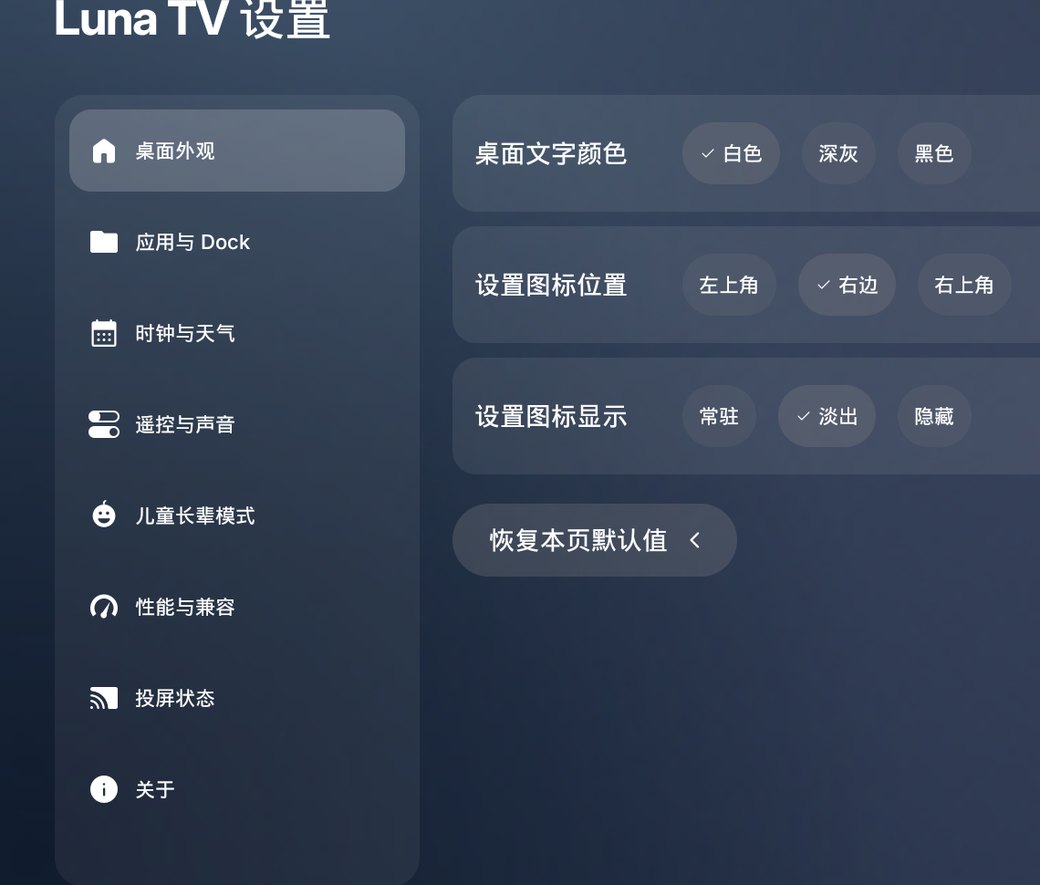 Luna TV 设置
桌面外观
应用与 Dock
时钟与天气
遥控与声音
儿童长辈模式
性能与兼容
投屏状态
关于
桌面文字颜色 白色 深灰 黑色
设置图标位置 左上角 右边 右上角
设置图标显示 常驻 淡出 隐藏
恢复本页默认值